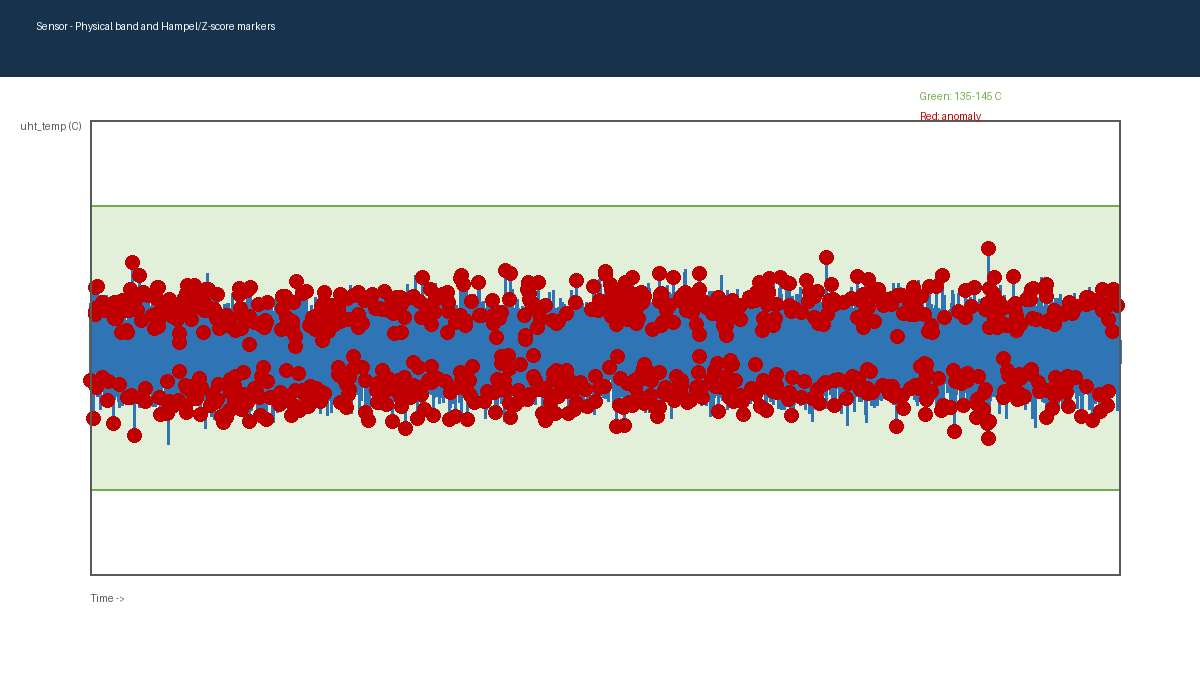 Sensor - Physical band and Hampel/Z-score markers
Green: 135-145 C
Red: anomaly
uht_temp (C)
Time ->